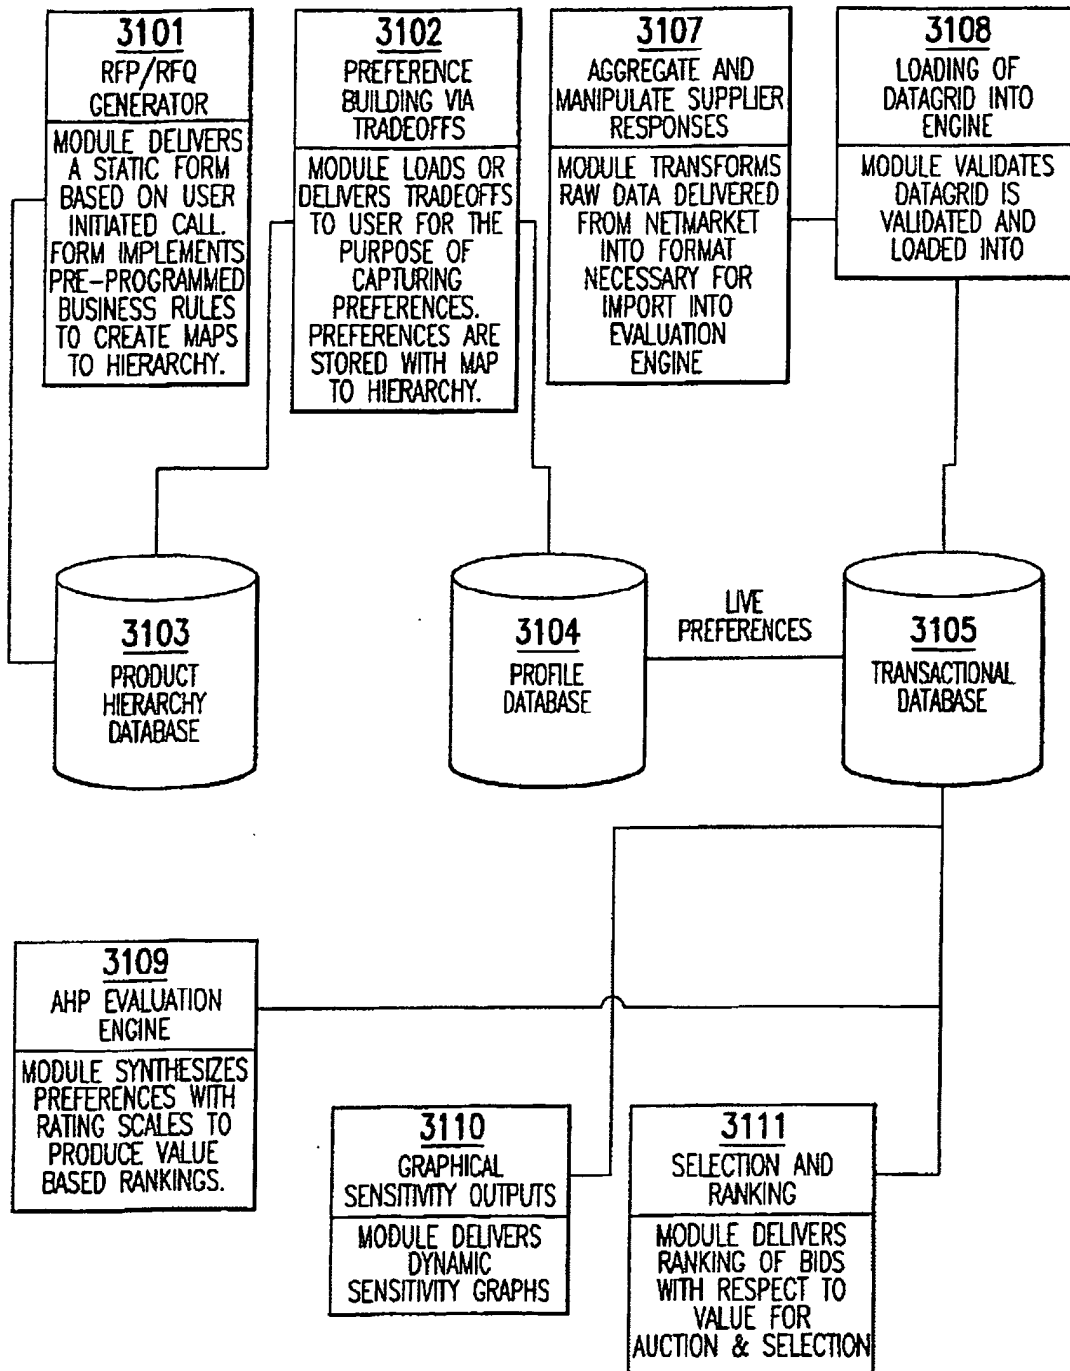 3101
RFP/RFQ
GENERATOR
MODULE DELIVERS
A STATIC FORM
BASED ON USER
INITIATED CALL.
FORM IMPLEMENTS
PRE-PROGRAMMED
BUSINESS RULES
TO CREATE MAPS
TO HIERARCHY.
3102
PREFERENCE
BUILDING VIA
TRADEOFFS
MODULE LOADS OR
DELIVERS TRADEOFFS
TO USER FOR THE
PURPOSE OF
CAPTURING
PREFERENCES.
PREFERENCES ARE
STORED WITH MAP
TO HIERARCHY.
3107
AGGREGATE AND
MANIPULATE SUPPLIER
RESPONSES
MODULE TRANSFORMS
RAW DATA DELIVERED
FROM NETMARKET
INTO FORMAT
NECESSARY FOR
IMPORT INTO
EVALUATION
ENGINE
3108
LOADING OF
DATAGRID INTO
ENGINE
MODULE VALIDATES
DATAGRID IS
VALIDATED AND
LOADED INTO
3103
PRODUCT
HIERARCHY
DATABASE
3104
PROFILE
DATABASE
LIVE
PREFERENCES
3105
TRANSACTIONAL
DATABASE
3109
AHP EVALUATION
ENGINE
MODULE SYNTHESIZES
PREFERENCES WITH
RATING SCALES TO
PRODUCE VALUE
BASED RANKINGS.
3110
GRAPHICAL
SENSITIVITY OUTPUTS
MODULE DELIVERS
DYNAMIC
SENSITIVITY GRAPHS
3111
SELECTION AND
RANKING
MODULE DELIVERS
RANKING OF BIDS
WITH RESPECT TO
VALUE FOR
AUCTION & SELECTION